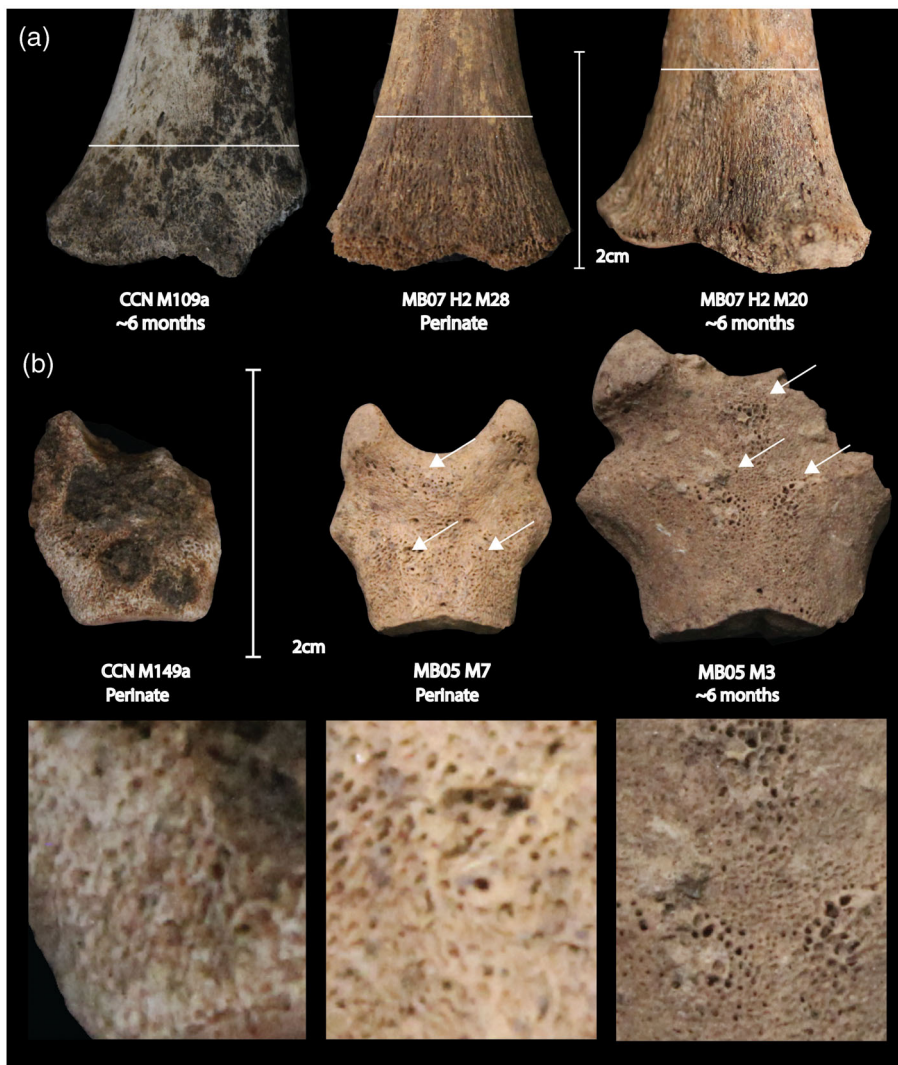 (a)
2cm
CCN M109a
~6 months
MB07 H2 M28
Perinate
MB07 H2 M20
~6 months
(b)
2cm
CCN M149a
Perinate
MB05 M7
Perinate
MB05 M3
~6 months